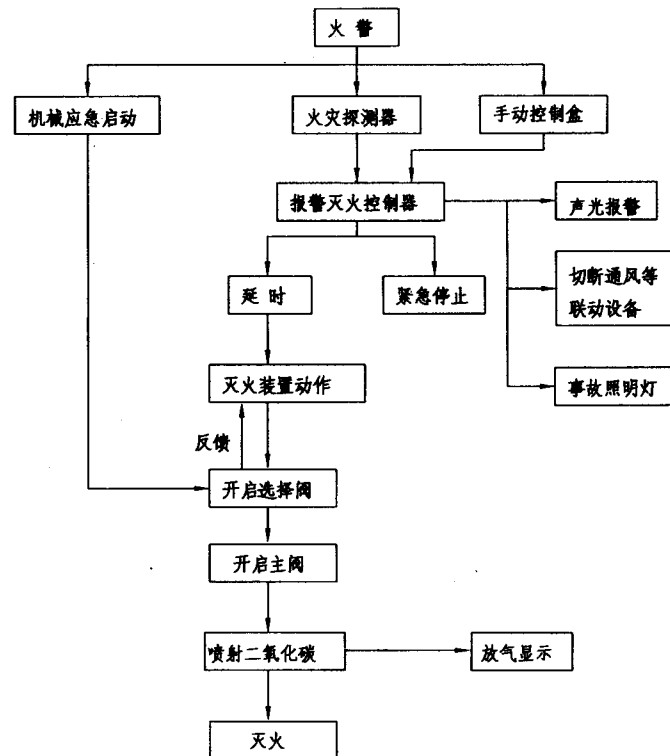 火 警
机械应急启动
火灾探测器
手动控制盒
报警灭火控制器
声光报警
延 时
紧急停止
切断通风等
联动设备
灭火装置动作
事故照明灯
反馈
开启选择阀
开启主阀
喷射二氧化碳
放气显示
灭火